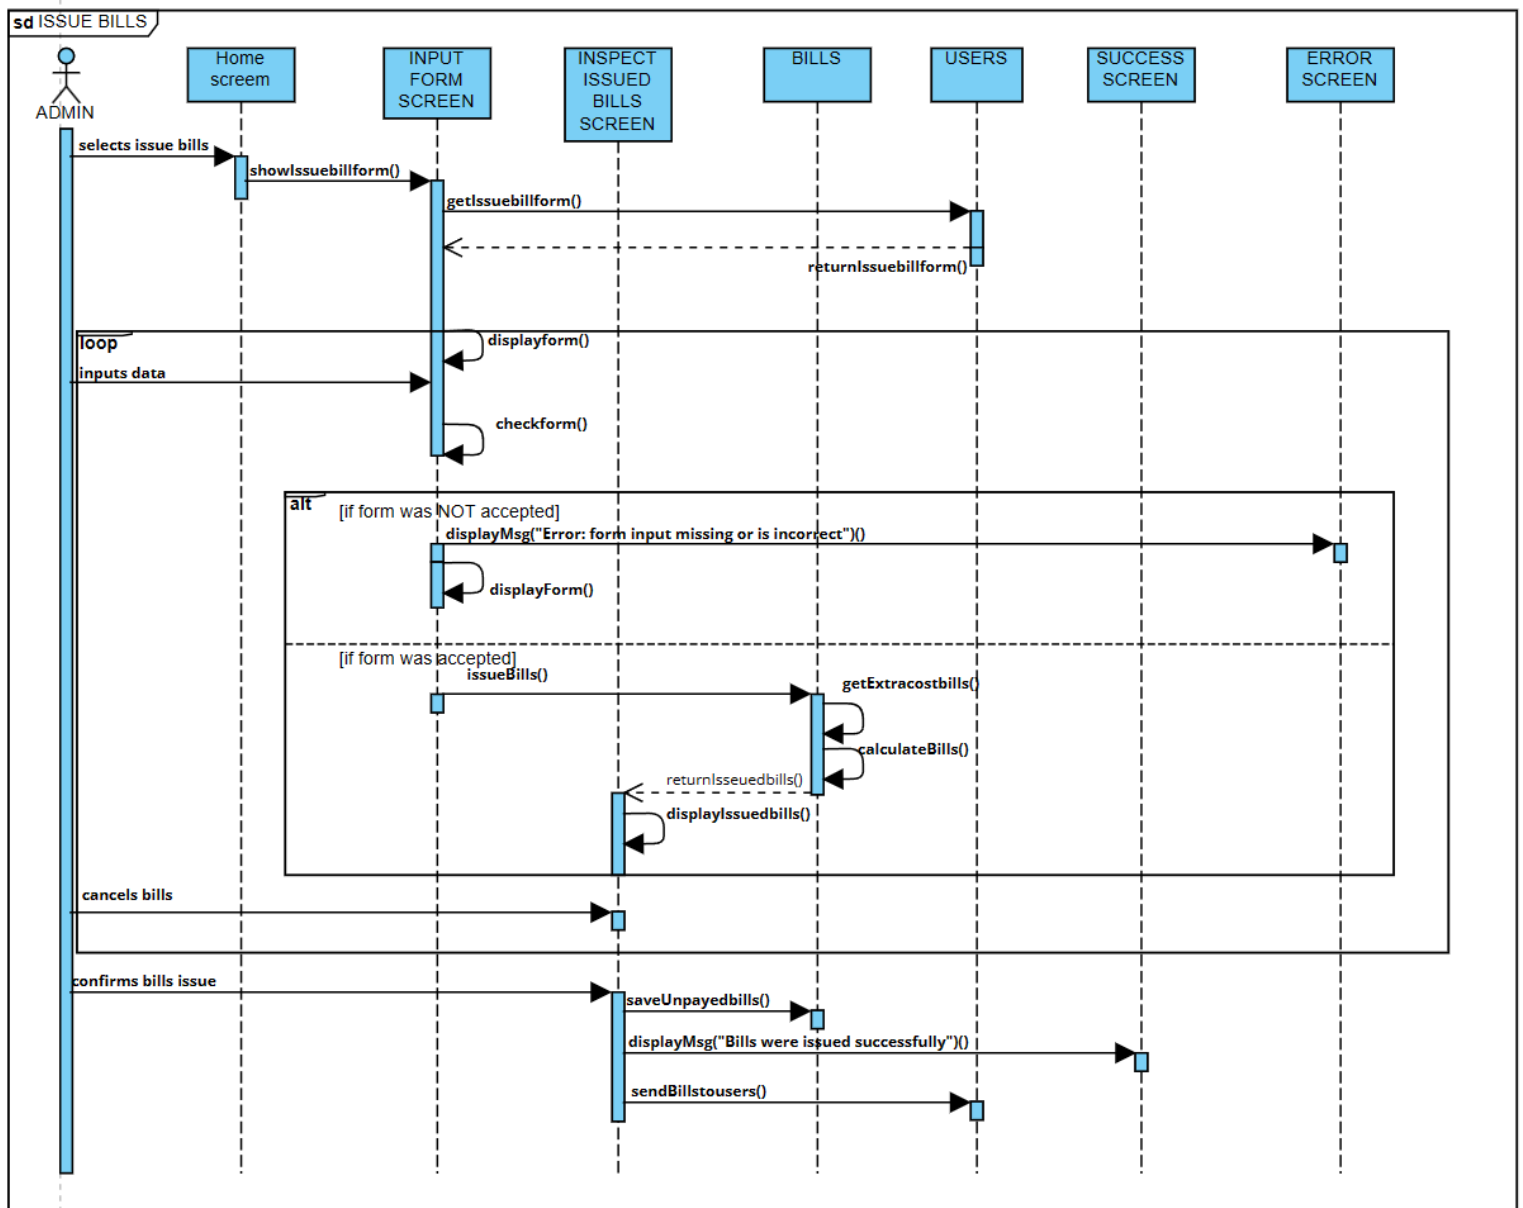 sd ISSUE BILLS
ADMIN
Home
screem
INPUT
FORM
SCREEN
INSPECT
ISSUED
BILLS
SCREEN
BILLS
USERS
SUCCESS
SCREEN
ERROR
SCREEN
selects issue bills
showIssuebillform()
getIssuebillform()
returnIssuebillform()
loop
displayform()
inputs data
checkform()
alt
[if form was NOT accepted]
displayMsg("Error: form input missing or is incorrect")()
displayForm()
[if form was accepted]
issueBills()
getExtracostbills()
calculateBills()
returnIsseuedbills()
displayIssuedbills()
cancels bills
confirms bills issue
saveUnpayedbills()
displayMsg("Bills were issued successfully")()
sendBillstousers()